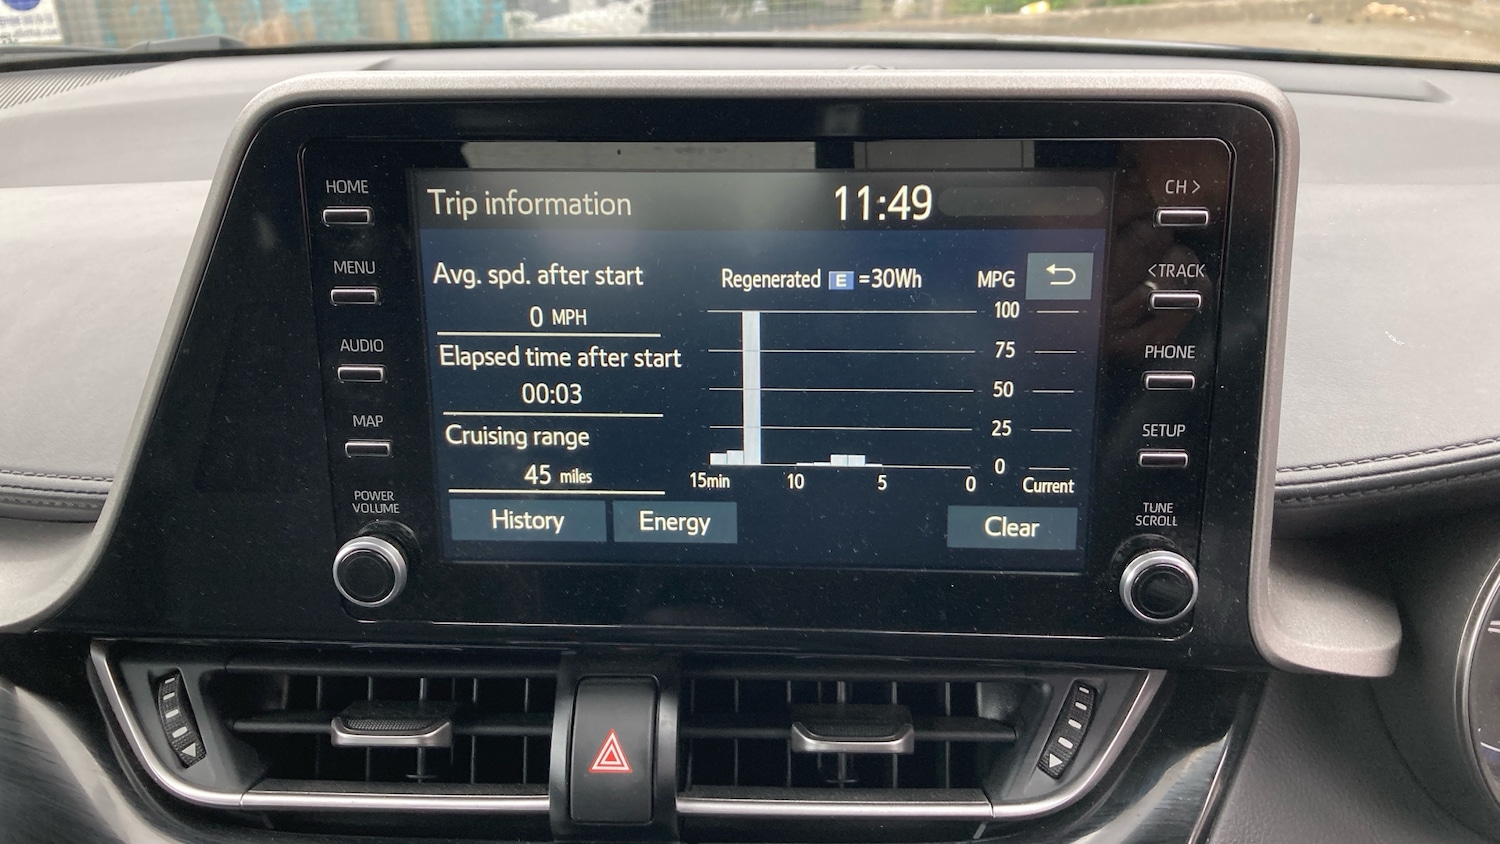 HOME
MENU
AUDIO
MAP
POWER
VOLUME
Trip information 11:49
Avg. spd. after start
0 MPH
Elapsed time after start
00:03
Cruising range
45 miles
Regenerated E =30Wh MPG
100
75
50
25
0
15min 10 5 0 Current
History Energy Clear
CH >
< TRACK
PHONE
SETUP
TUNE
SCROLL